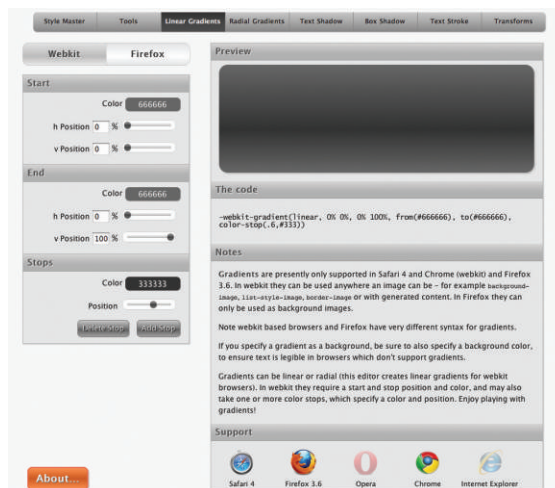 Style Master Tools Linear Gradients Radial Gradients Text Shadow Box Shadow Text Stroke Transforms
Webkit Firefox
Start
Color 666666
h Position 0 %
v Position 0 %
End
Color 666666
h Position 0 %
v Position 100 %
Stops
Color 333333
Position
Delete Stop Add Stop
About...
Preview
The code
-webkit-gradient(linear, 0% 0%, 0% 100%, from(#666666), to(#666666),
color-stop(.6,#333))
Notes
Gradients are presently only supported in Safari 4 and Chrome (webkit) and Firefox
3.6. In webkit they can be used anywhere an image can be - for example background-
image, list-style-image, border-image or with generated content. In Firefox they can
only be used as background images.
Note webkit based browsers and Firefox have very different syntax for gradients.
If you specify a gradient as a background, be sure to also specify a background color,
to ensure text is legible in browsers which don't support gradients.
Gradients can be linear or radial (this editor creates linear gradients for webkit
browsers). In webkit they require a start and stop position and color, and may also
take one or more color stops, which specify a color and position. Enjoy playing with
gradients!
Support
Safari 4 Firefox 3.6 Opera Chrome Internet Explorer